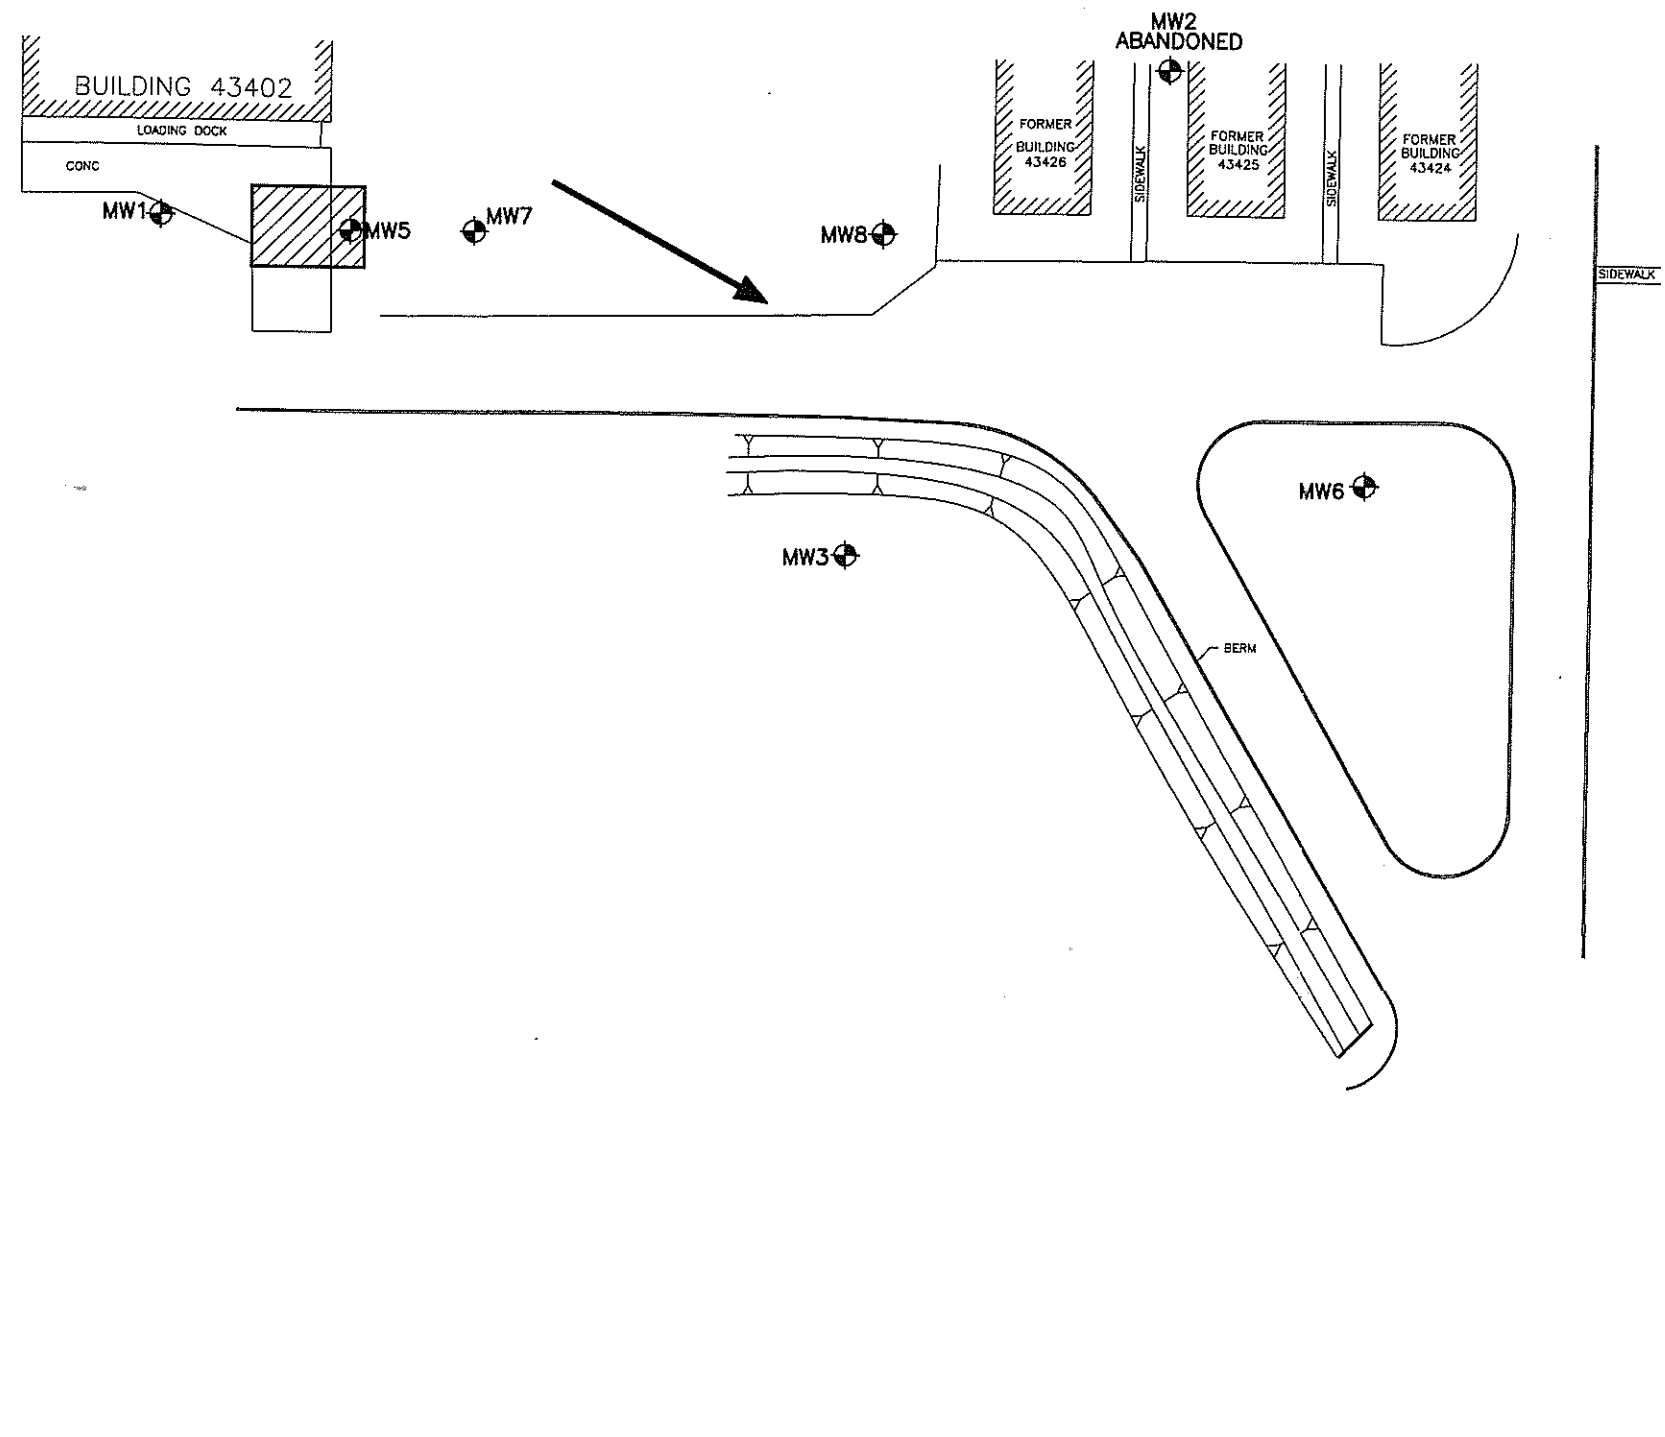 MW2
ABANDONED
BUILDING 43402
LOADING DOCK
CONC
MW1
MW5
MW7
MW8
FORMER
BUILDING
43426
SIDEWALK
FORMER
BUILDING
43425
SIDEWALK
FORMER
BUILDING
43424
SIDEWALK
MW6
MW3
BERM